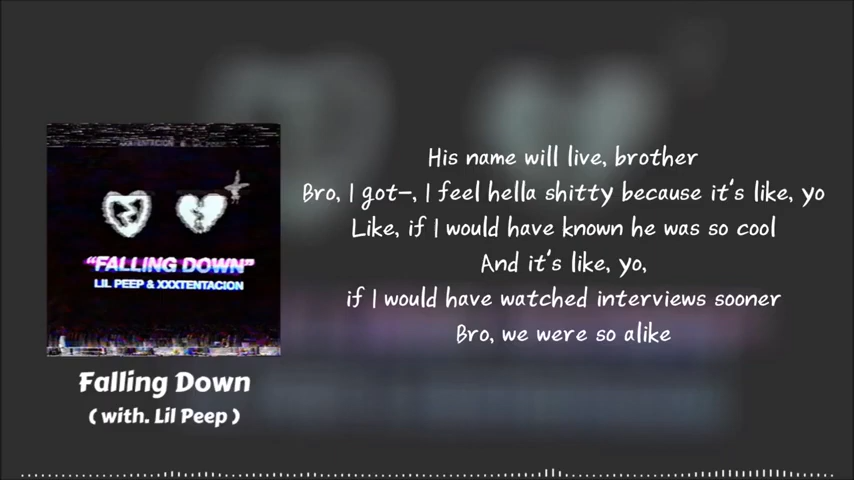 XXXTENTACION
"FALLING DOWN"
LIL PEEP & XXXTENTACION
Falling Down
( with. Lil Peep )
His name will live, brother
Bro, I got-, I feel hella shitty because it's like, yo
Like, if I would have known he was so cool
And it's like, yo,
if I would have watched interviews sooner
Bro, we were so alike